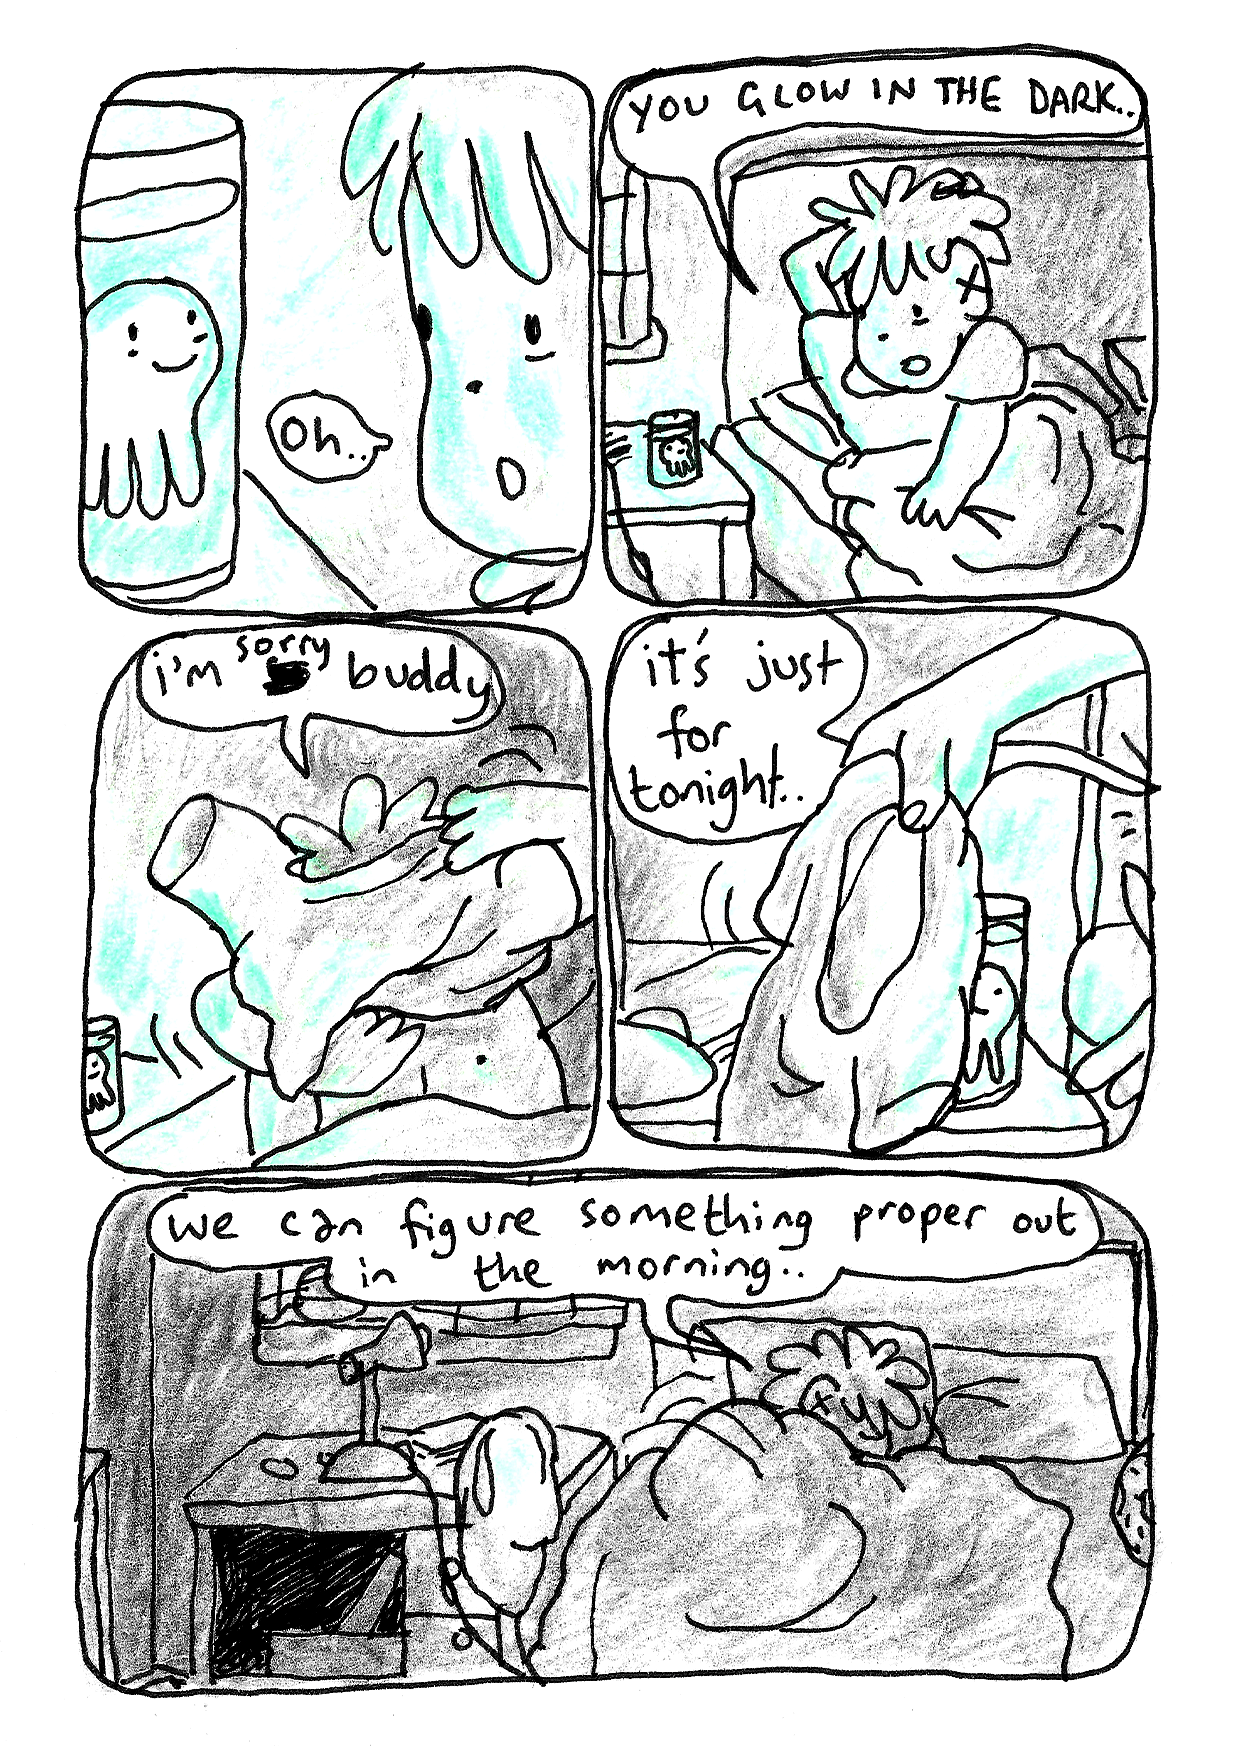 oh..
YOU GLOW IN THE DARK..
i'm sorry buddy
it's just
for
tonight..
we can figure something proper out
in the morning..